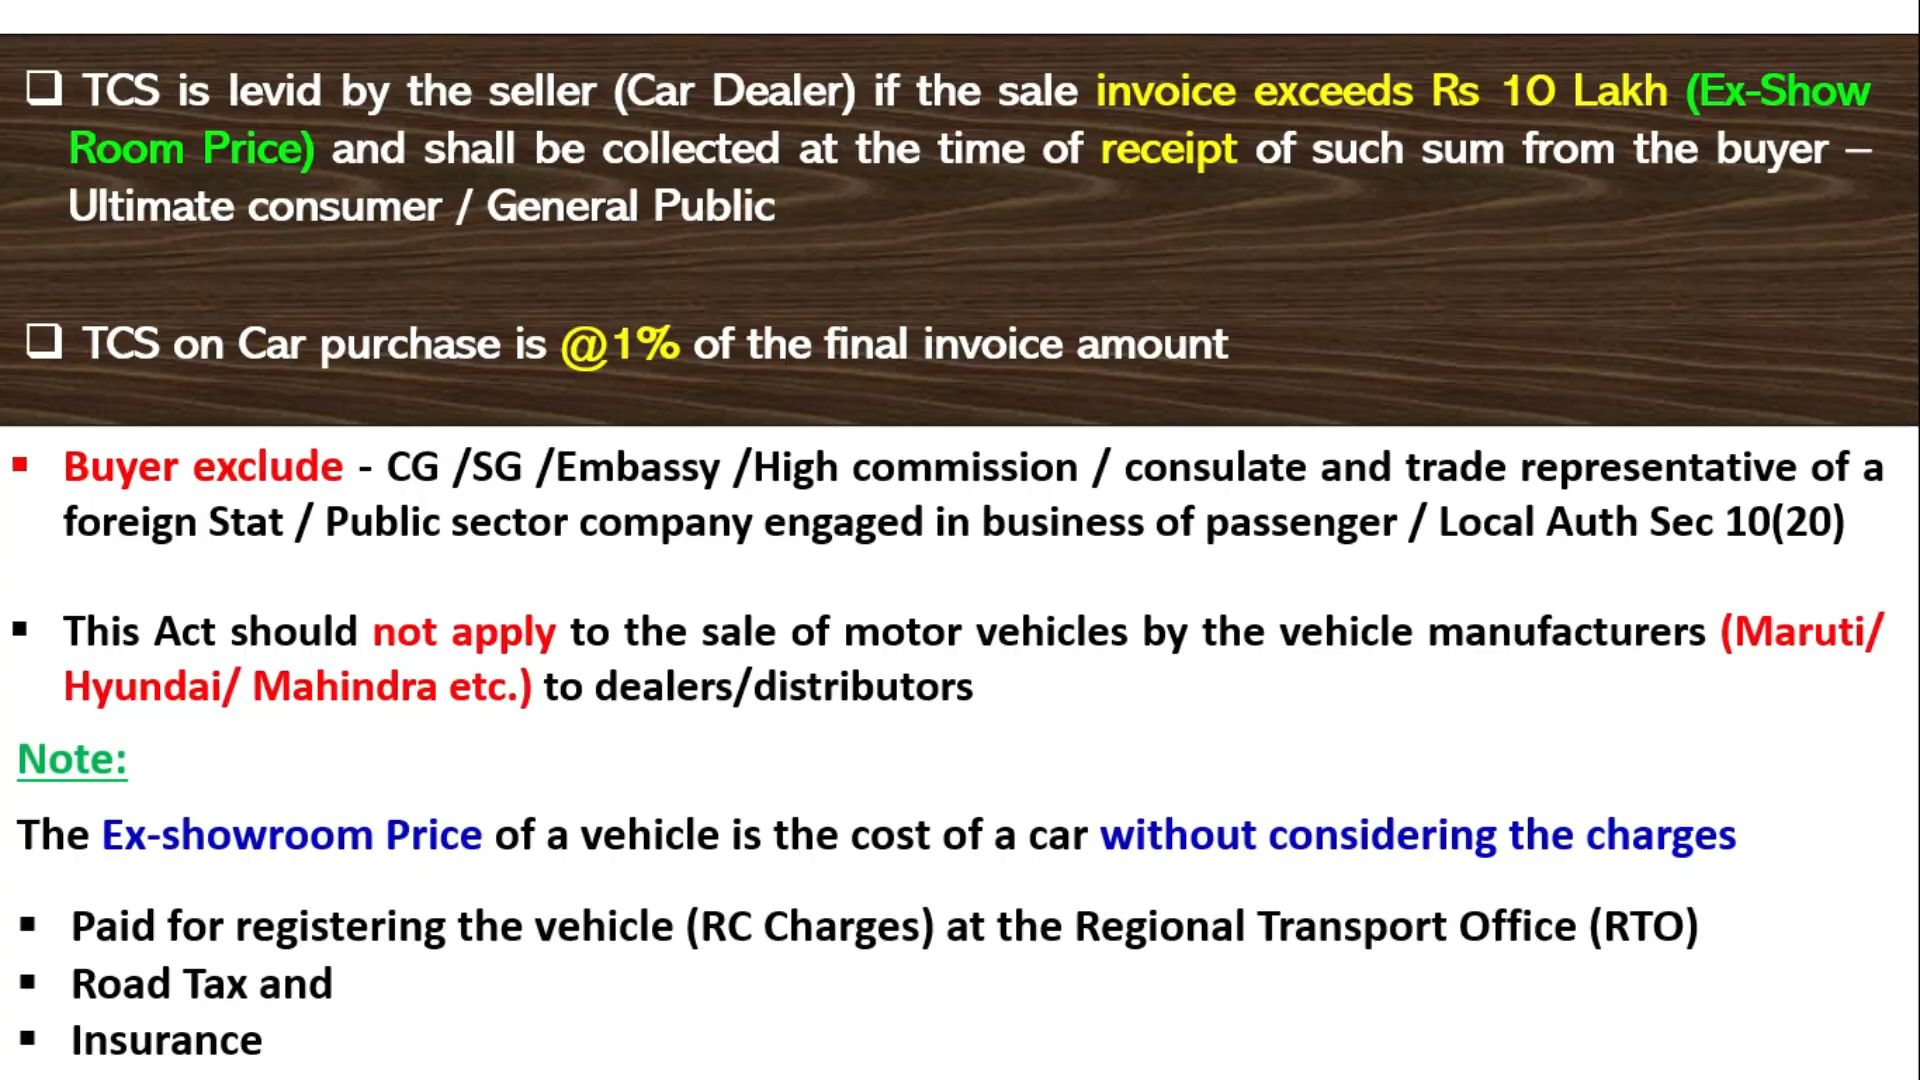 ❑ TCS is levid by the seller (Car Dealer) if the sale invoice exceeds Rs 10 Lakh (Ex-Show
Room Price) and shall be collected at the time of receipt of such sum from the buyer –
Ultimate consumer / General Public
❑ TCS on Car purchase is @1% of the final invoice amount
▪ Buyer exclude - CG /SG /Embassy /High commission / consulate and trade representative of a
foreign Stat / Public sector company engaged in business of passenger / Local Auth Sec 10(20)
▪ This Act should not apply to the sale of motor vehicles by the vehicle manufacturers (Maruti/
Hyundai/ Mahindra etc.) to dealers/distributors
Note:
The Ex-showroom Price of a vehicle is the cost of a car without considering the charges
▪ Paid for registering the vehicle (RC Charges) at the Regional Transport Office (RTO)
▪ Road Tax and
▪ Insurance